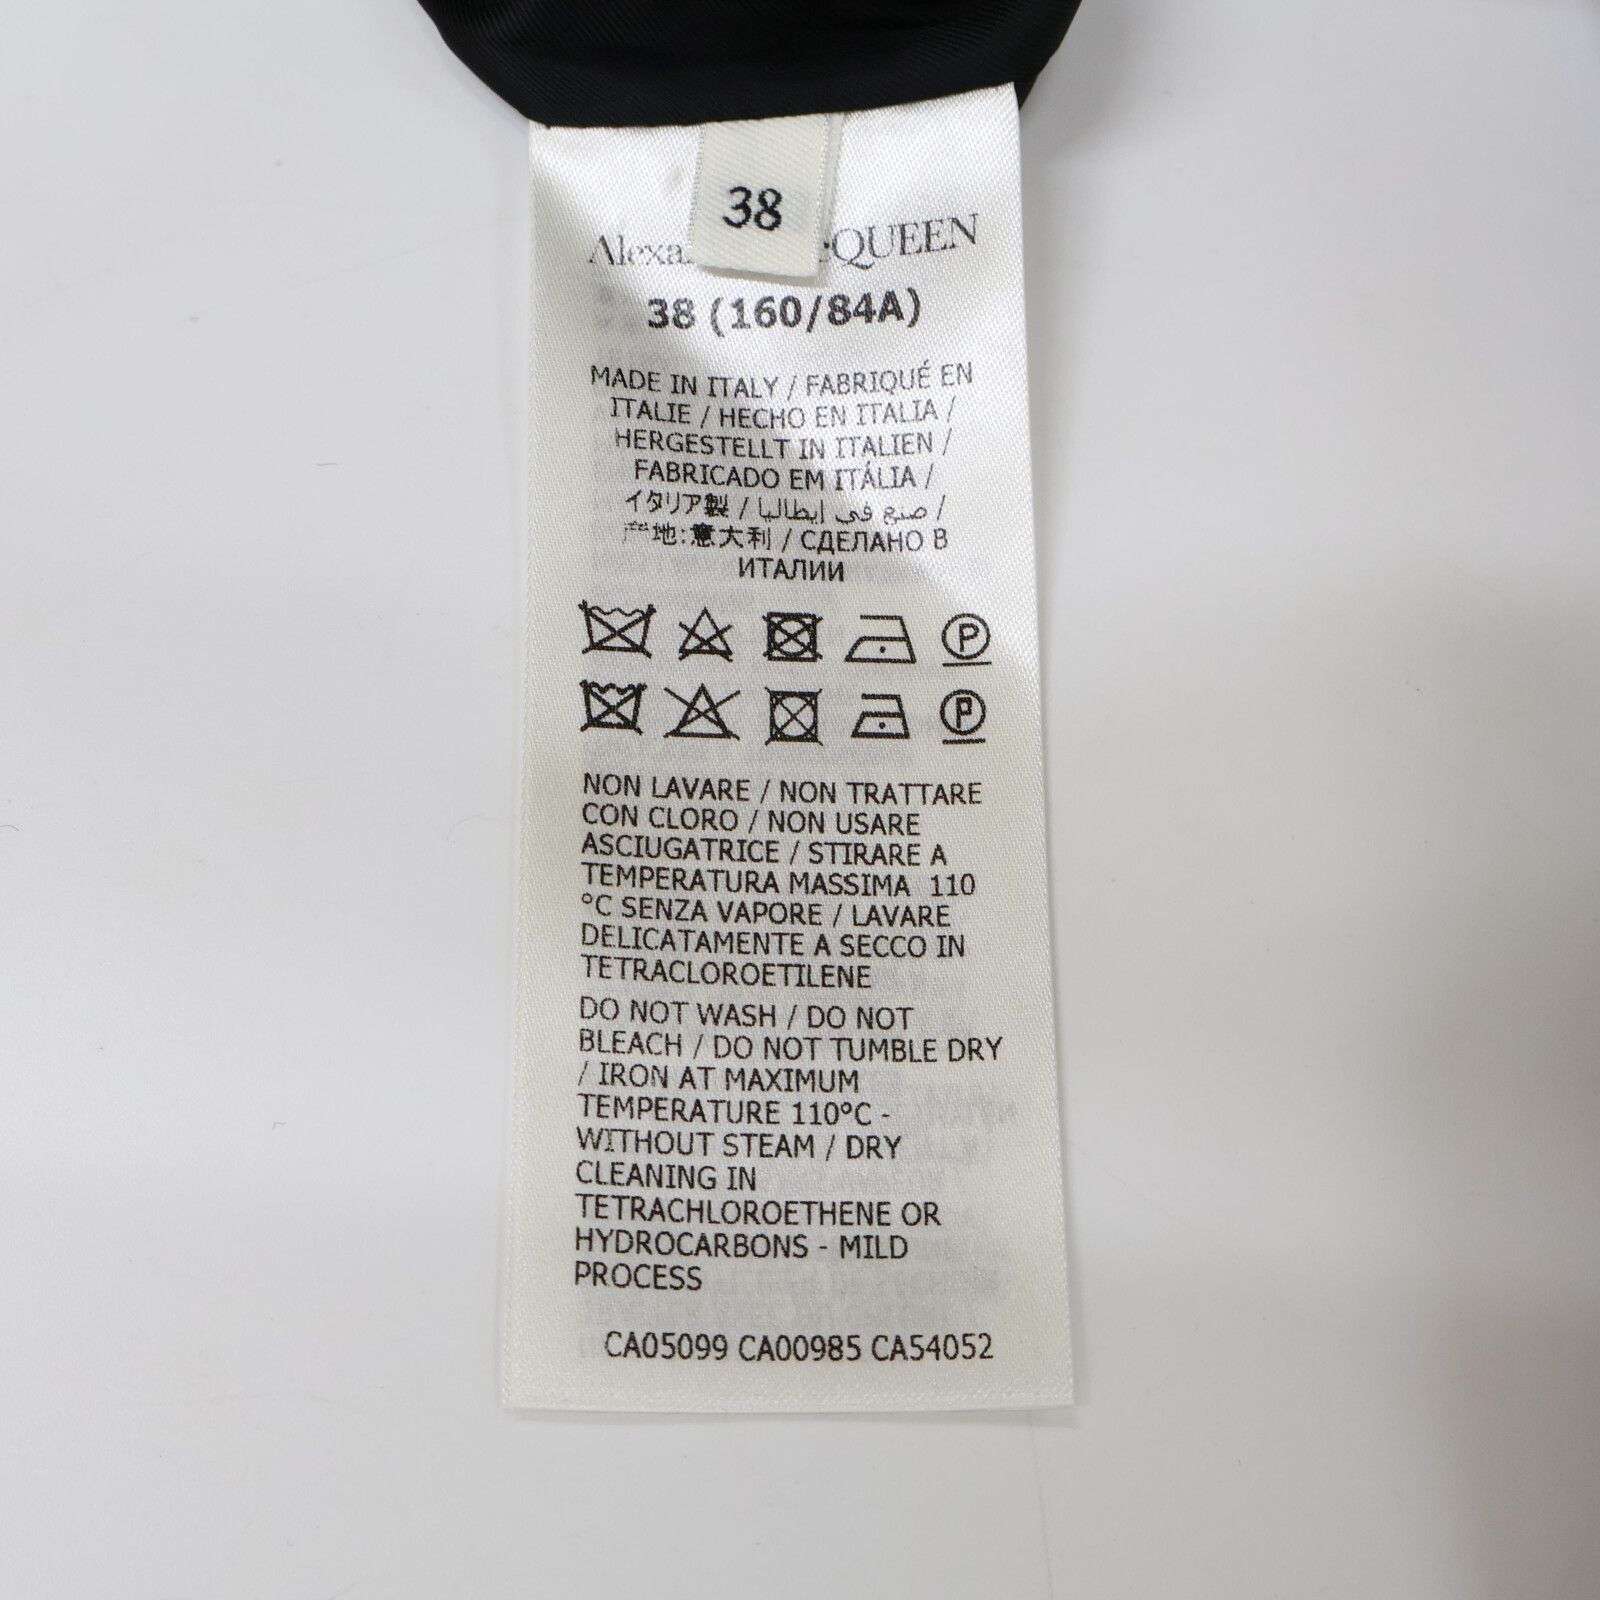 38
Alexa QUEEN
38 (160/84A)
MADE IN ITALY / FABRIQUÉ EN
ITALIE / HECHO EN ITALIA /
HERGESTELLT IN ITALIEN /
FABRICADO EM ITÁLIA /
イタリア製 / صنع في إيطاليا /
产地:意大利 / СДЕЛАНО В
ИТАЛИИ
P
P
NON LAVARE / NON TRATTARE
CON CLORO / NON USARE
ASCIUGATRICE / STIRARE A
TEMPERATURA MASSIMA 110
°C SENZA VAPORE / LAVARE
DELICATAMENTE A SECCO IN
TETRACLOROETILENE
DO NOT WASH / DO NOT
BLEACH / DO NOT TUMBLE DRY
/ IRON AT MAXIMUM
TEMPERATURE 110°C -
WITHOUT STEAM / DRY
CLEANING IN
TETRACHLOROETHENE OR
HYDROCARBONS - MILD
PROCESS
CA05099 CA00985 CA54052